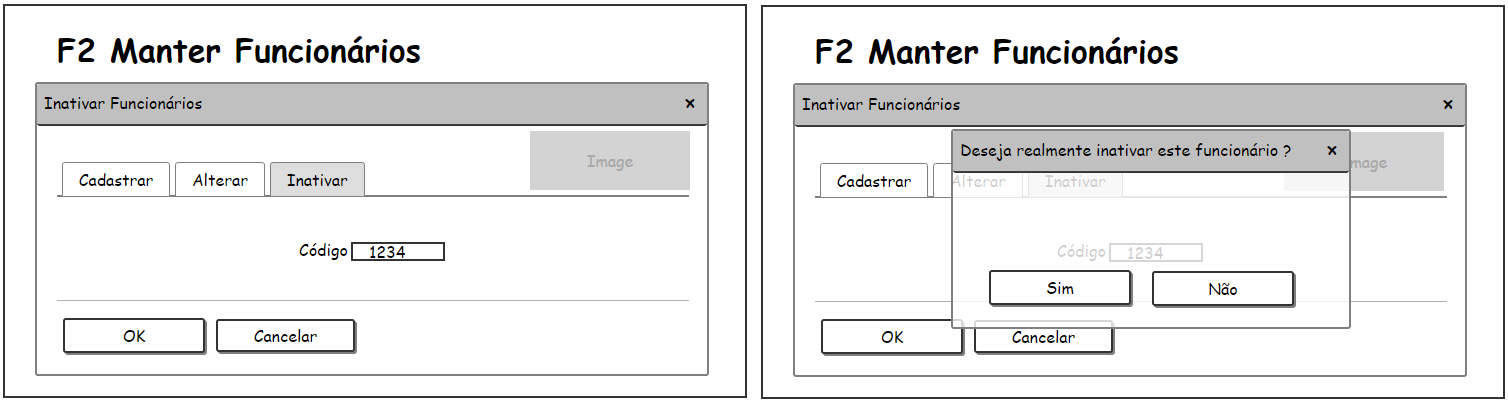 F2 Manter Funcionários
Inativar Funcionários x
Image
Cadastrar Alterar Inativar
Código 1234
OK Cancelar
F2 Manter Funcionários
Inativar Funcionários x
Deseja realmente inativar este funcionário ? x
mage
Cadastrar Alterar Inativar
Código 1234
Sim Não
OK Cancelar